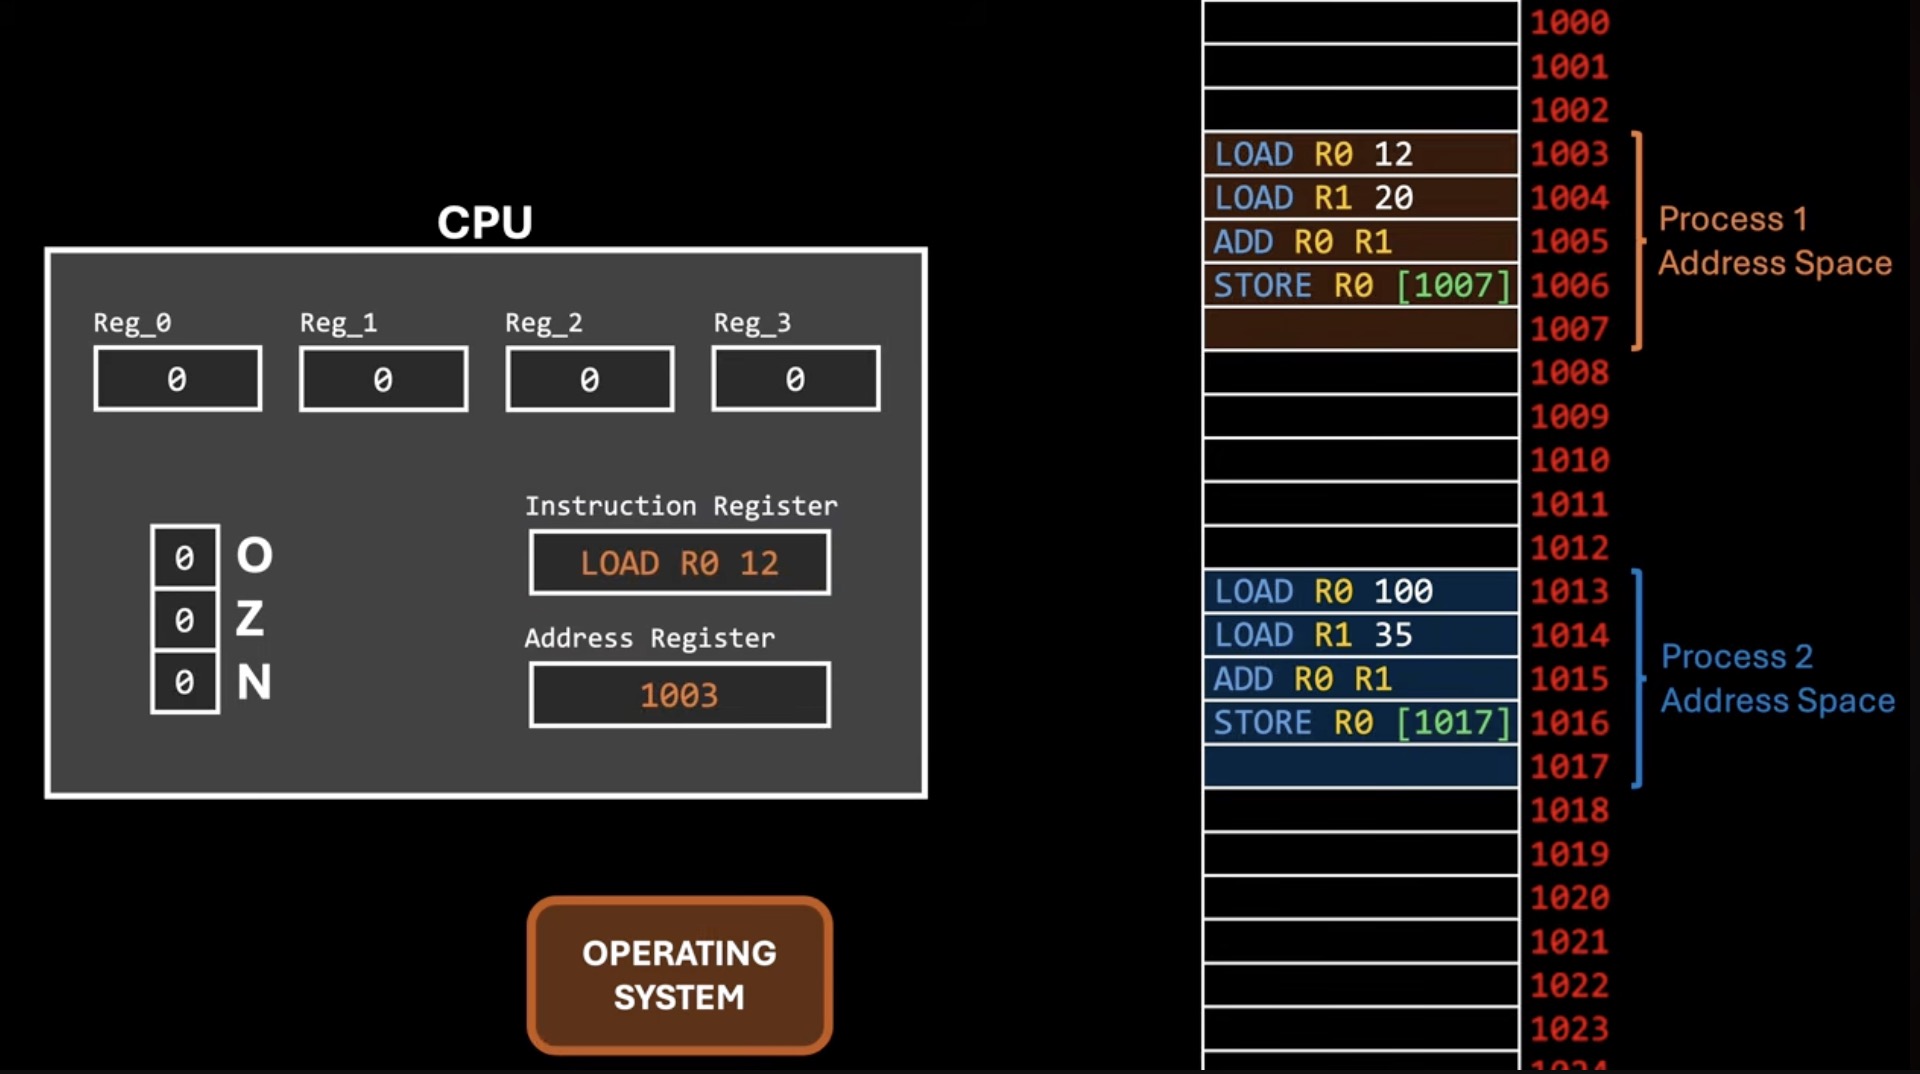 CPU
Reg_0 Reg_1 Reg_2 Reg_3
0 0 0 0
Instruction Register
LOAD R0 12
Address Register
1003
0 O
0 Z
0 N
OPERATING
SYSTEM
1000
1001
1002
LOAD R0 12 1003
LOAD R1 20 1004
ADD R0 R1 1005
STORE R0 [1007] 1006
1007
1008
1009
1010
1011
1012
LOAD R0 100 1013
LOAD R1 35 1014
ADD R0 R1 1015
STORE R0 [1017] 1016
1017
1018
1019
1020
1021
1022
1023
Process 1
Address Space
Process 2
Address Space